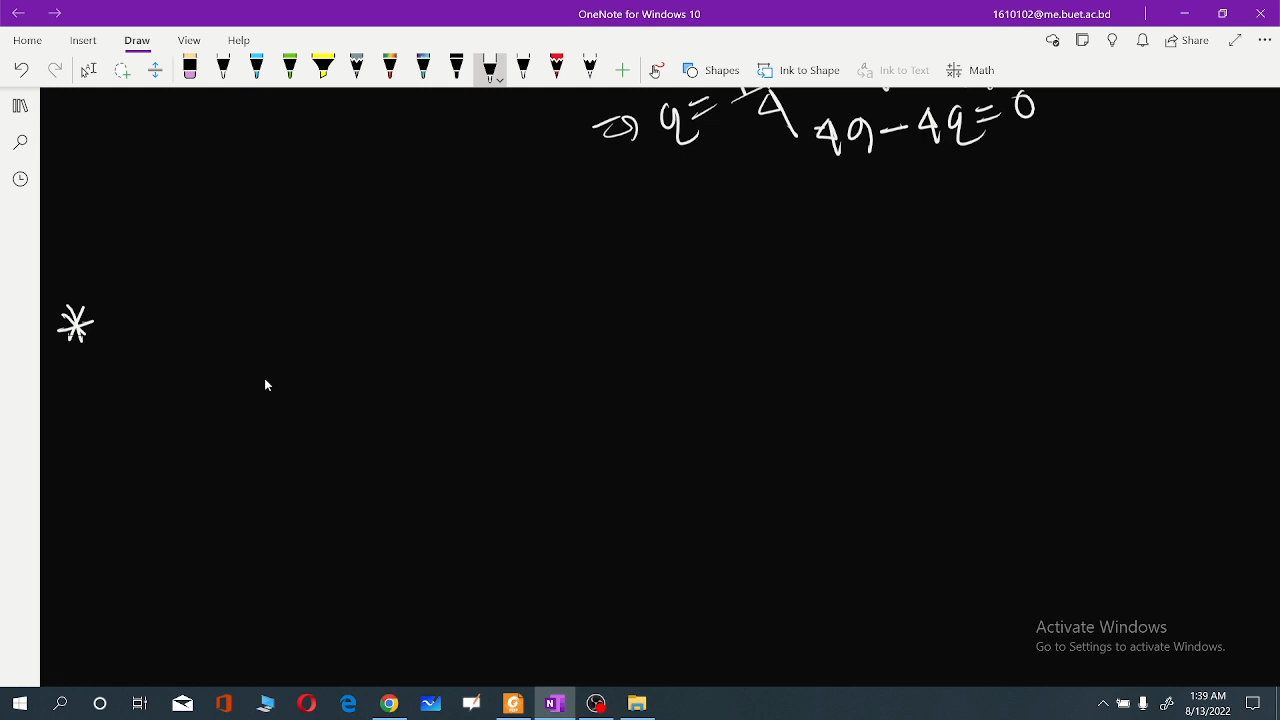 OneNote for Windows 10
1610102@me.buet.ac.bd
Home Insert Draw View Help
Share
Shapes Ink to Shape Ink to Text Math
⇒ q =
4
49 - 4q = 0
*
Activate Windows
Go to Settings to activate Windows.
1:39 AM
8/13/2022